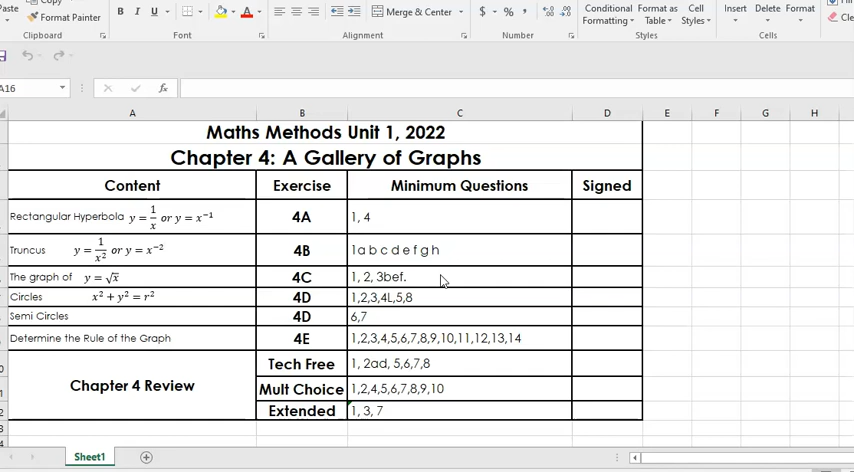 Paste
Copy
Format Painter
Clipboard
B I U
Font
A
Merge & Center
Alignment
$ % ,
Number
Conditional Formatting
Format as Table
Cell Styles
Styles
Insert Delete Format
Cells
A16
fx
A B C D E F G H
Maths Methods Unit 1, 2022
Chapter 4: A Gallery of Graphs
Content Exercise Minimum Questions Signed
Rectangular Hyperbola y = 1/x or y = x⁻¹ 4A 1, 4
Truncus y = 1/x² or y = x⁻² 4B 1a b c d e f g h
The graph of y = √x 4C 1, 2, 3bef.
Circles x² + y² = r² 4D 1,2,3,4L,5,8
Semi Circles 4D 6,7
Determine the Rule of the Graph 4E 1,2,3,4,5,6,7,8,9,10,11,12,13,14
Chapter 4 Review
Tech Free 1, 2ad, 5,6,7,8
Mult Choice 1,2,4,5,6,7,8,9,10
Extended 1, 3, 7
Sheet1